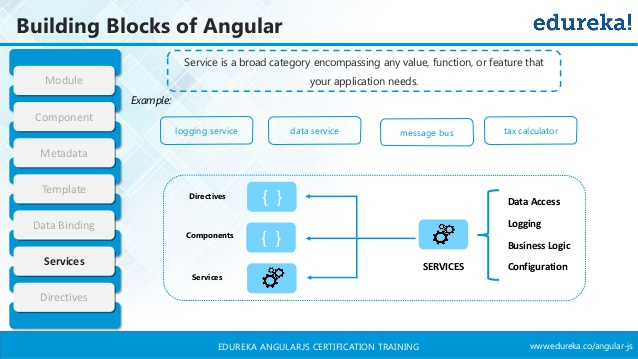 Building Blocks of Angular
edureka!
Module
Component
Metadata
Template
Data Binding
Services
Directives
Service is a broad category encompassing any value, function, or feature that
your application needs.
Example:
logging service
data service
message bus
tax calculator
Directives
{ }
Components
{ }
Services
SERVICES
Data Access
Logging
Business Logic
Configuration
EDUREKA ANGULARJS CERTIFICATION TRAINING
www.edureka.co/angular-js